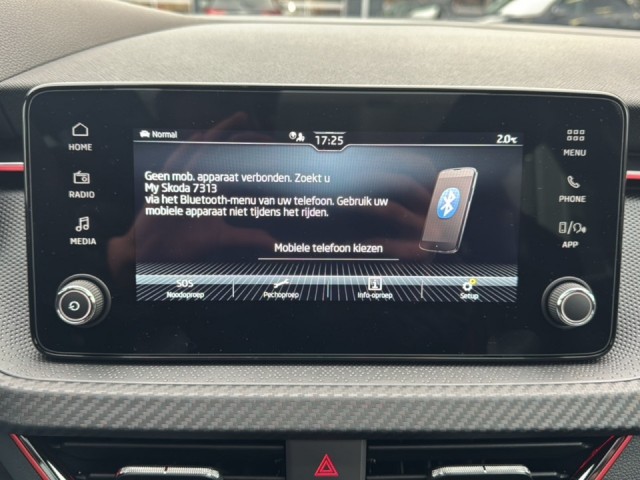 HOME
RADIO
MEDIA
Normal
17:25
2.0°C
Geen mob. apparaat verbonden. Zoekt u
My Skoda 7313
via het Bluetooth-menu van uw telefoon. Gebruik uw
mobiele apparaat niet tijdens het rijden.
Mobiele telefoon kiezen
SOS
Noodoproep
Pechoproep
Info-oproep
Setup
MENU
PHONE
APP